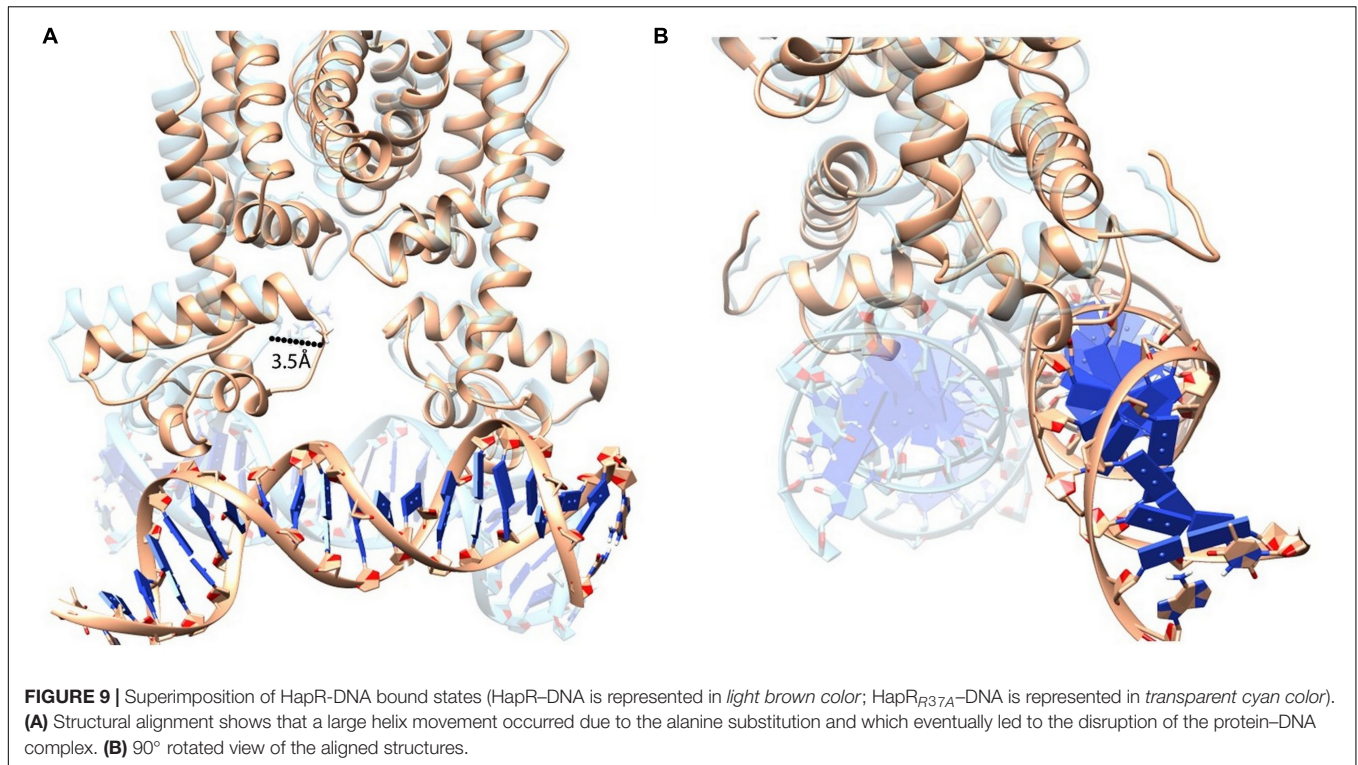 A
B
3.5Å
FIGURE 9 | Superimposition of HapR-DNA bound states (HapR–DNA is represented in light brown color; HapRR37A–DNA is represented in transparent cyan color).
(A) Structural alignment shows that a large helix movement occurred due to the alanine substitution and which eventually led to the disruption of the protein–DNA
complex. (B) 90° rotated view of the aligned structures.